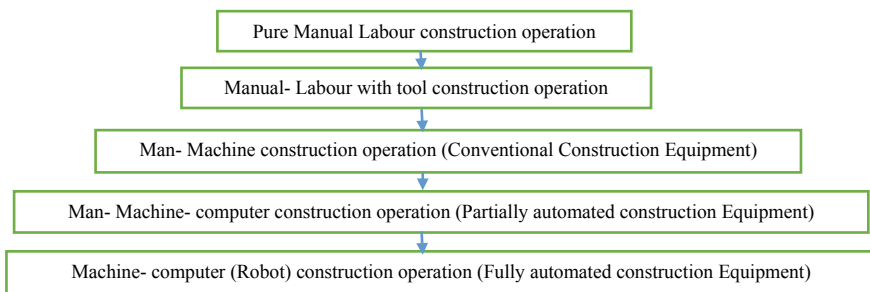 Pure Manual Labour construction operation
Manual- Labour with tool construction operation
Man- Machine construction operation (Conventional Construction Equipment)
Man- Machine- computer construction operation (Partially automated construction Equipment)
Machine- computer (Robot) construction operation (Fully automated construction Equipment)